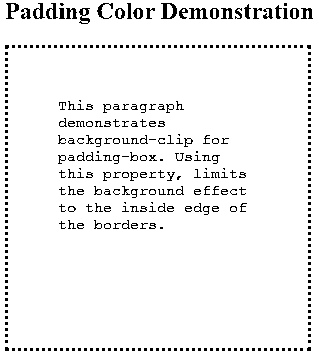 Padding Color Demonstration
This paragraph
demonstrates
background-clip for
padding-box. Using
this property, limits
the background effect
to the inside edge of
the borders.